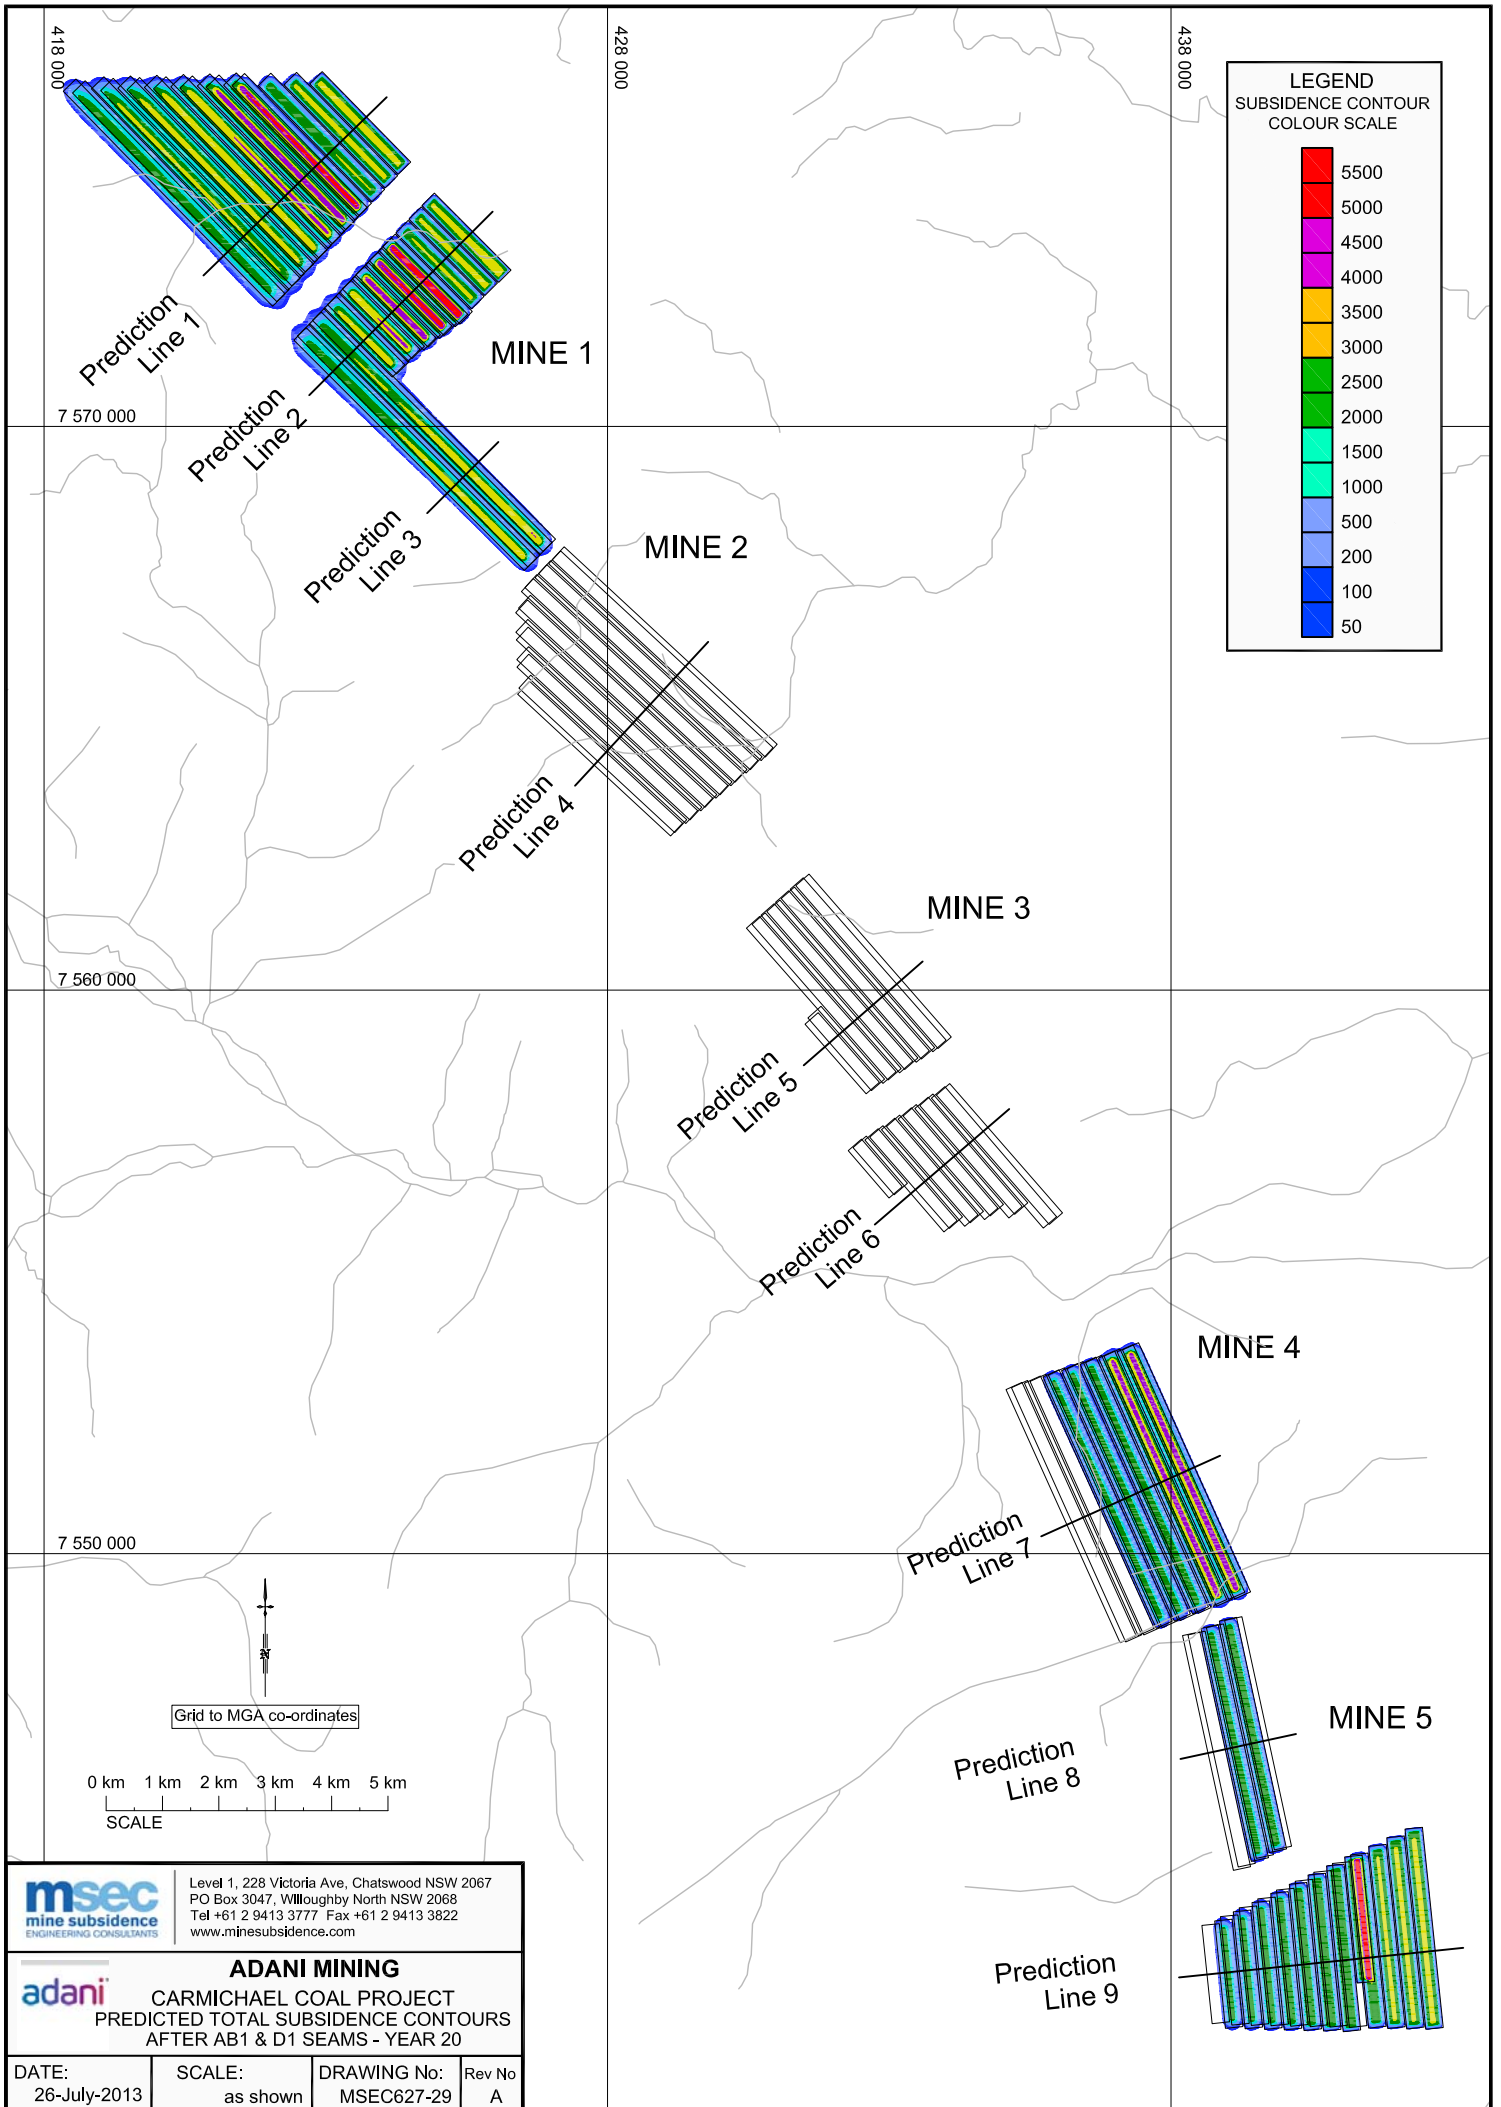 418 000
428 000
438 000
LEGEND
SUBSIDENCE CONTOUR
COLOUR SCALE
5500
5000
4500
4000
3500
3000
2500
2000
1500
1000
500
200
100
50
Prediction
Line 1
MINE 1
7 570 000
Prediction
Line 2
Prediction
Line 3
MINE 2
Prediction
Line 4
MINE 3
7 560 000
Prediction
Line 5
Prediction
Line 6
MINE 4
7 550 000
Prediction
Line 7
N
Grid to MGA co-ordinates
MINE 5
Prediction
Line 8
0 km 1 km 2 km 3 km 4 km 5 km
SCALE
Prediction
Line 9
msec
mine subsidence
ENGINEERING CONSULTANTS
Level 1, 228 Victoria Ave, Chatswood NSW 2067
PO Box 3047, Willoughby North NSW 2068
Tel +61 2 9413 3777 Fax +61 2 9413 3822
www.minesubsidence.com
adani
ADANI MINING
CARMICHAEL COAL PROJECT
PREDICTED TOTAL SUBSIDENCE CONTOURS
AFTER AB1 & D1 SEAMS - YEAR 20
DATE:
26-July-2013
SCALE:
as shown
DRAWING No:
MSEC627-29
Rev No
A